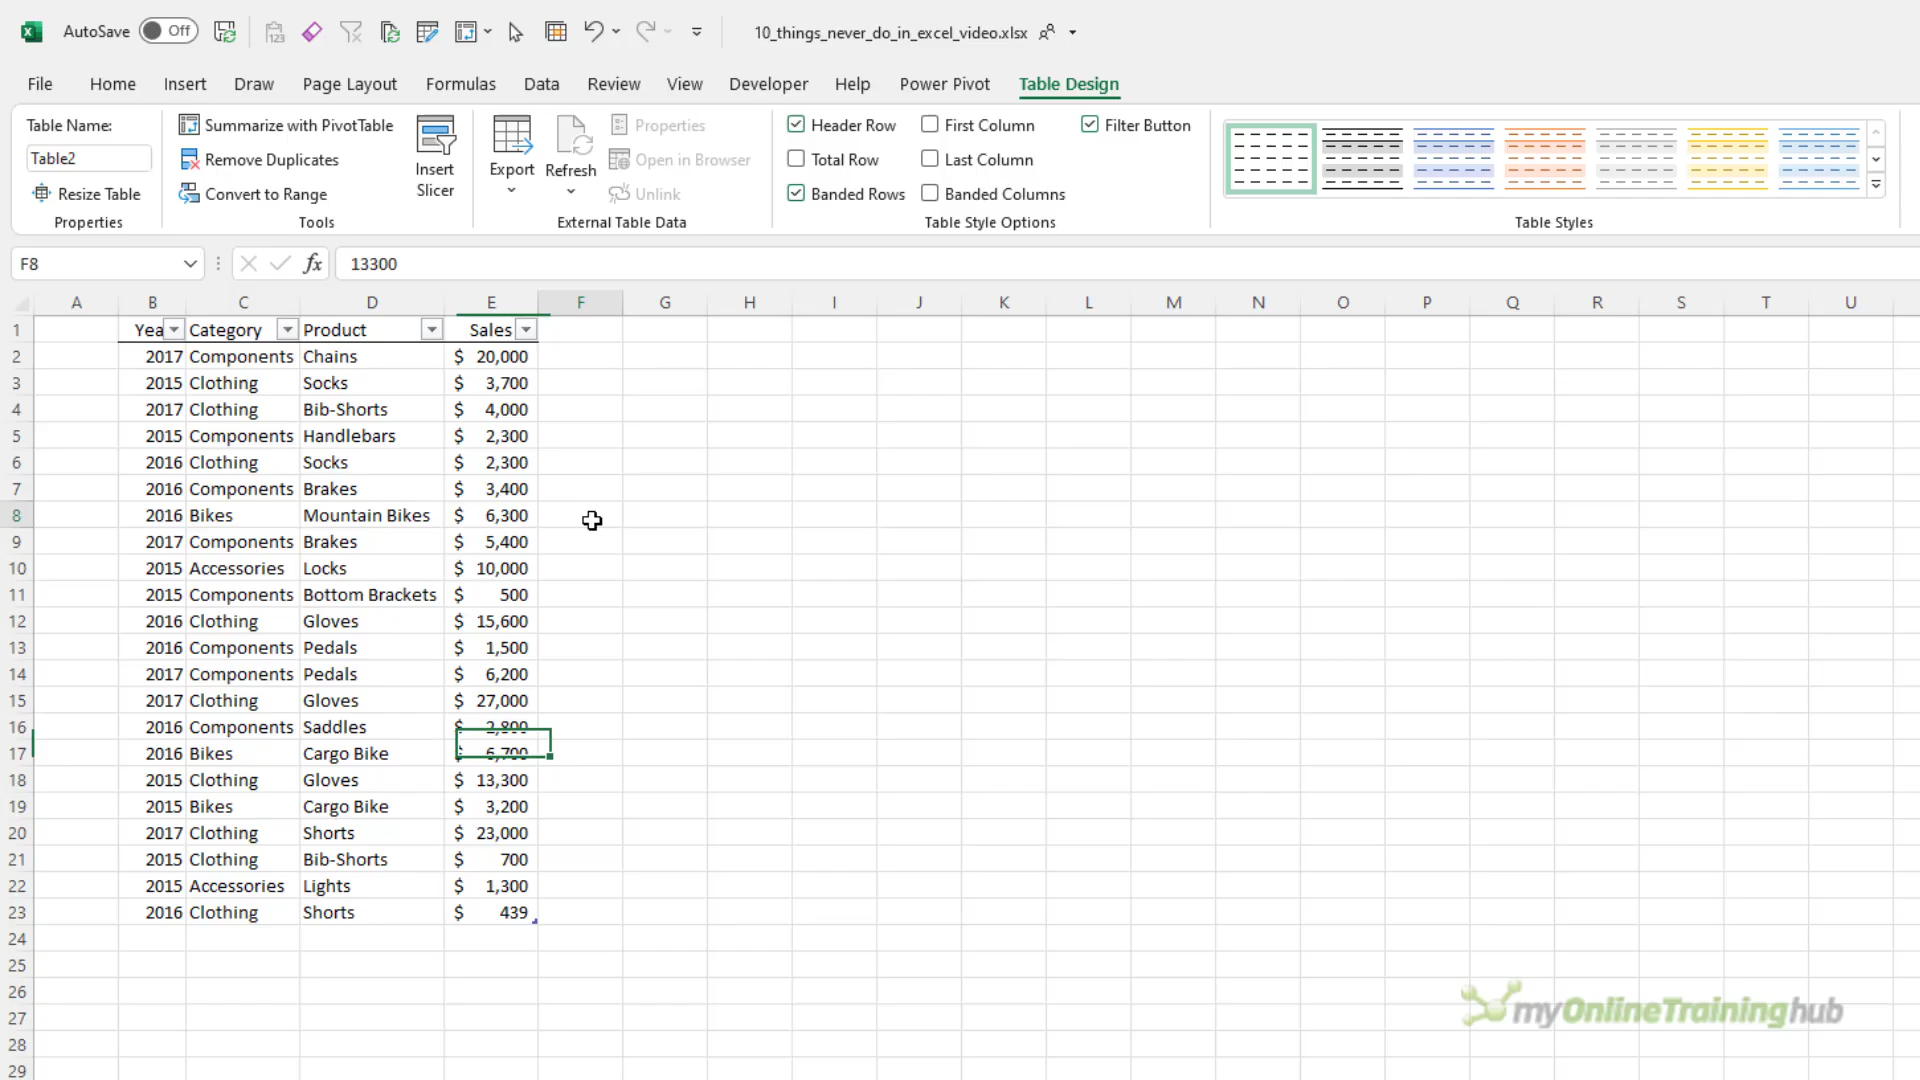 AutoSave Off 10_things_never_do_in_excel_video.xlsx
File Home Insert Draw Page Layout Formulas Data Review View Developer Help Power Pivot Table Design
Table Name:
Table2
Resize Table
Properties
Summarize with PivotTable
Remove Duplicates
Convert to Range
Tools
Insert
Slicer
Export
Refresh
Properties
Open in Browser
Unlink
External Table Data
Header Row First Column Filter Button
Total Row Last Column
Banded Rows Banded Columns
Table Style Options
Table Styles
F8 fx 13300
A B C D E F G H I J K L M N O P Q R S T U
1 Yea Category Product Sales
2 2017 Components Chains $ 20,000
3 2015 Clothing Socks $ 3,700
4 2017 Clothing Bib-Shorts $ 4,000
5 2015 Components Handlebars $ 2,300
6 2016 Clothing Socks $ 2,300
7 2016 Components Brakes $ 3,400
8 2016 Bikes Mountain Bikes $ 6,300
9 2017 Components Brakes $ 5,400
10 2015 Accessories Locks $ 10,000
11 2015 Components Bottom Brackets $ 500
12 2016 Clothing Gloves $ 15,600
13 2016 Components Pedals $ 1,500
14 2017 Components Pedals $ 6,200
15 2017 Clothing Gloves $ 27,000
16 2016 Components Saddles $ 2,800
17 2016 Bikes Cargo Bike $ 6,700
18 2015 Clothing Gloves $ 13,300
19 2015 Bikes Cargo Bike $ 3,200
20 2017 Clothing Shorts $ 23,000
21 2015 Clothing Bib-Shorts $ 700
22 2015 Accessories Lights $ 1,300
23 2016 Clothing Shorts $ 439
24
25
26
27
28
29
myOnlineTraininghub